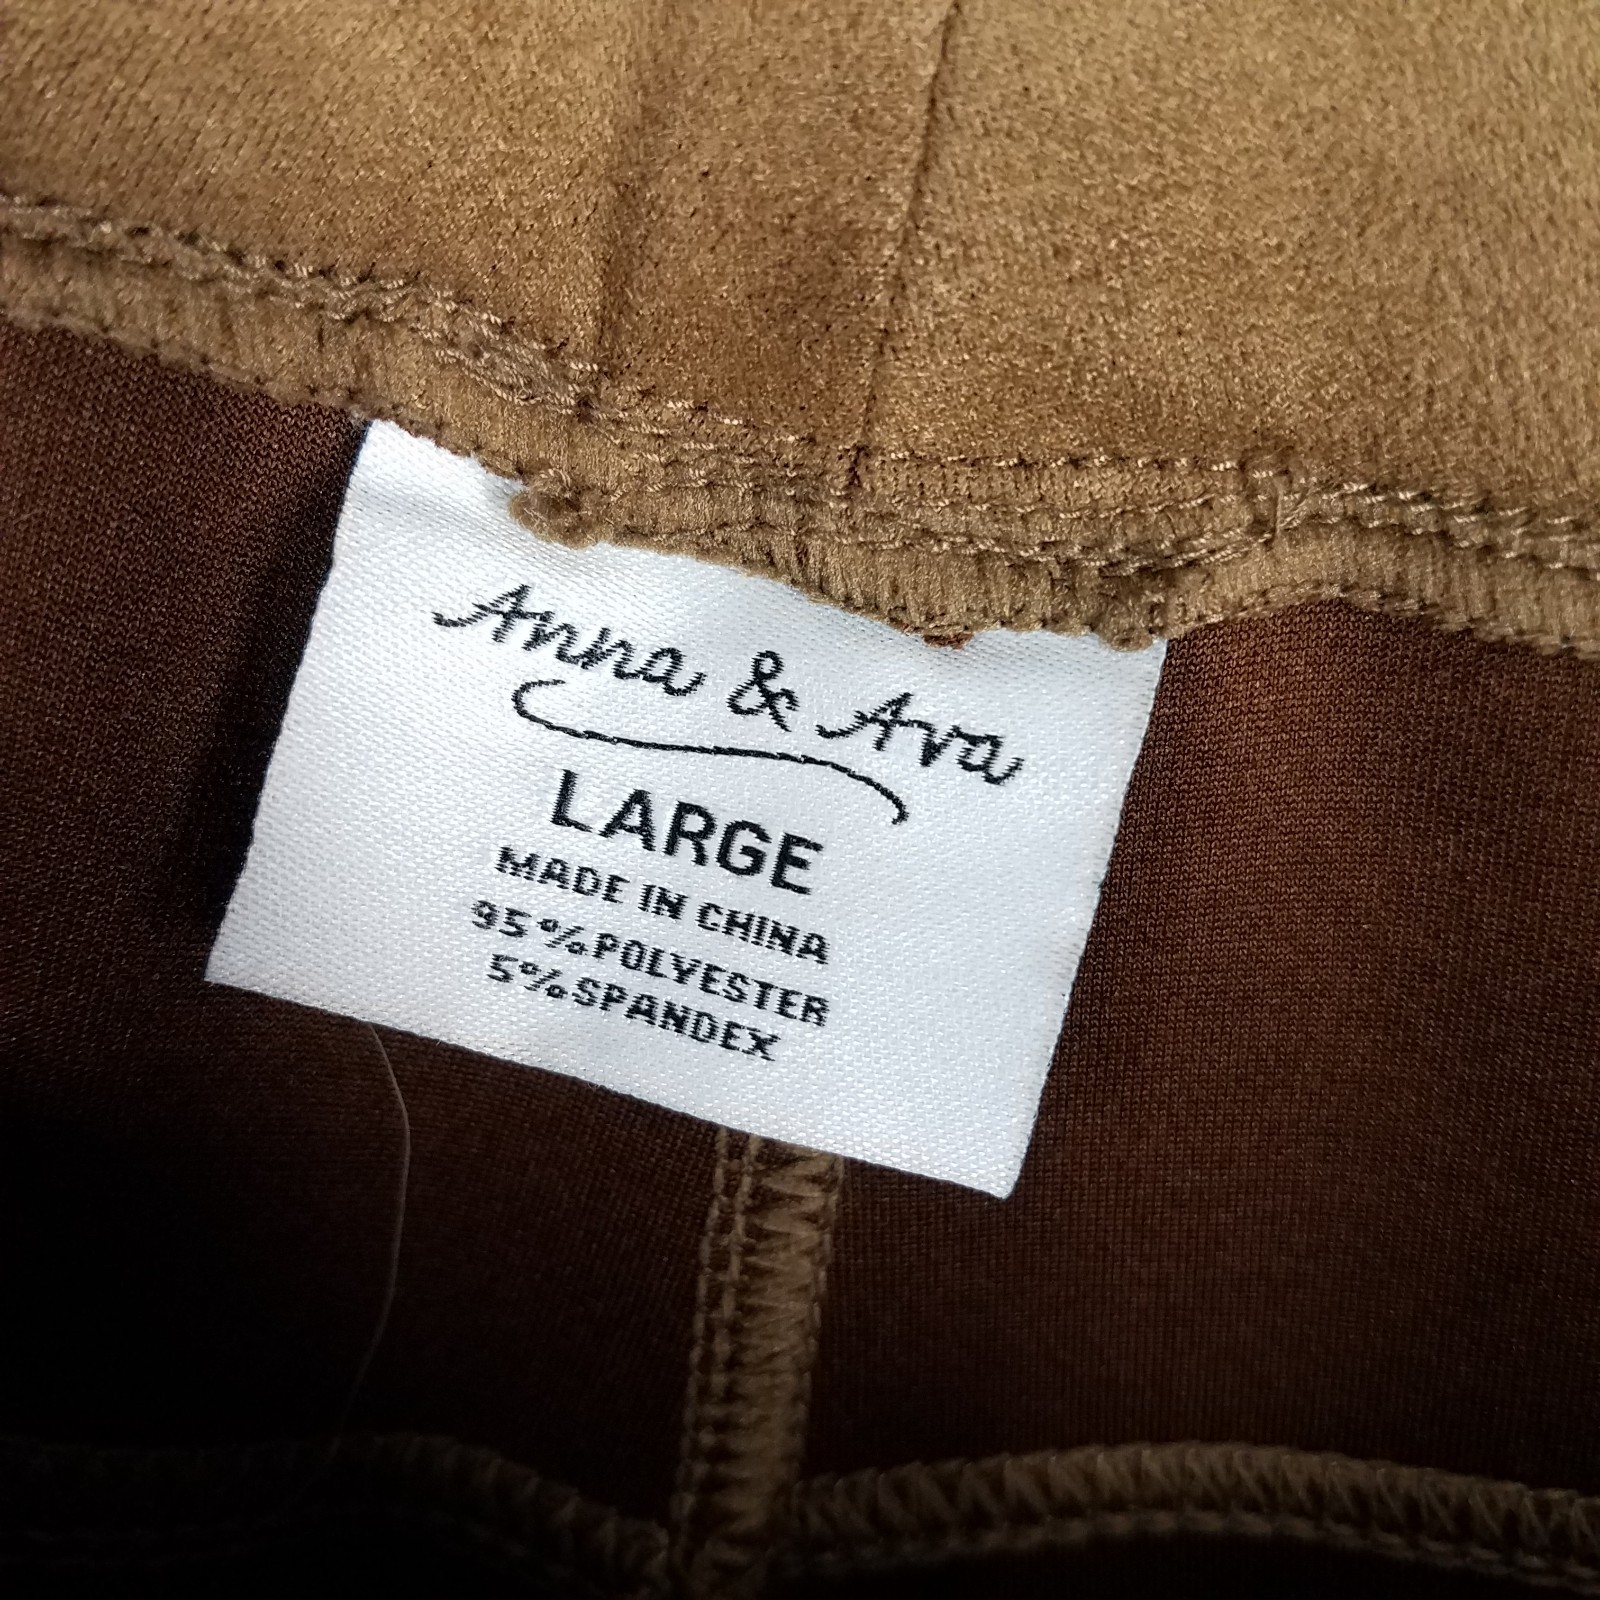 Anna & Ava
LARGE
MADE IN CHINA
95%POLYESTER
5%SPANDEX